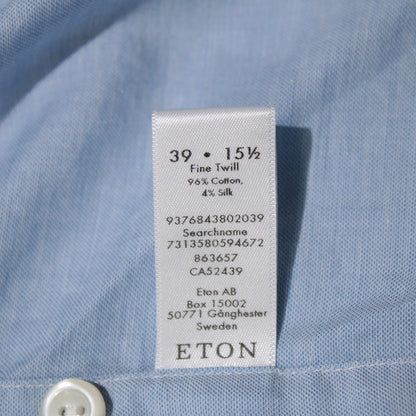 39 • 15½
Fine Twill
96% Cotton,
4% Silk
9376843802039
Searchname
7313580594672
863657
CA52439
Eton AB
Box 15002
50771 Gånghester
Sweden
ETON